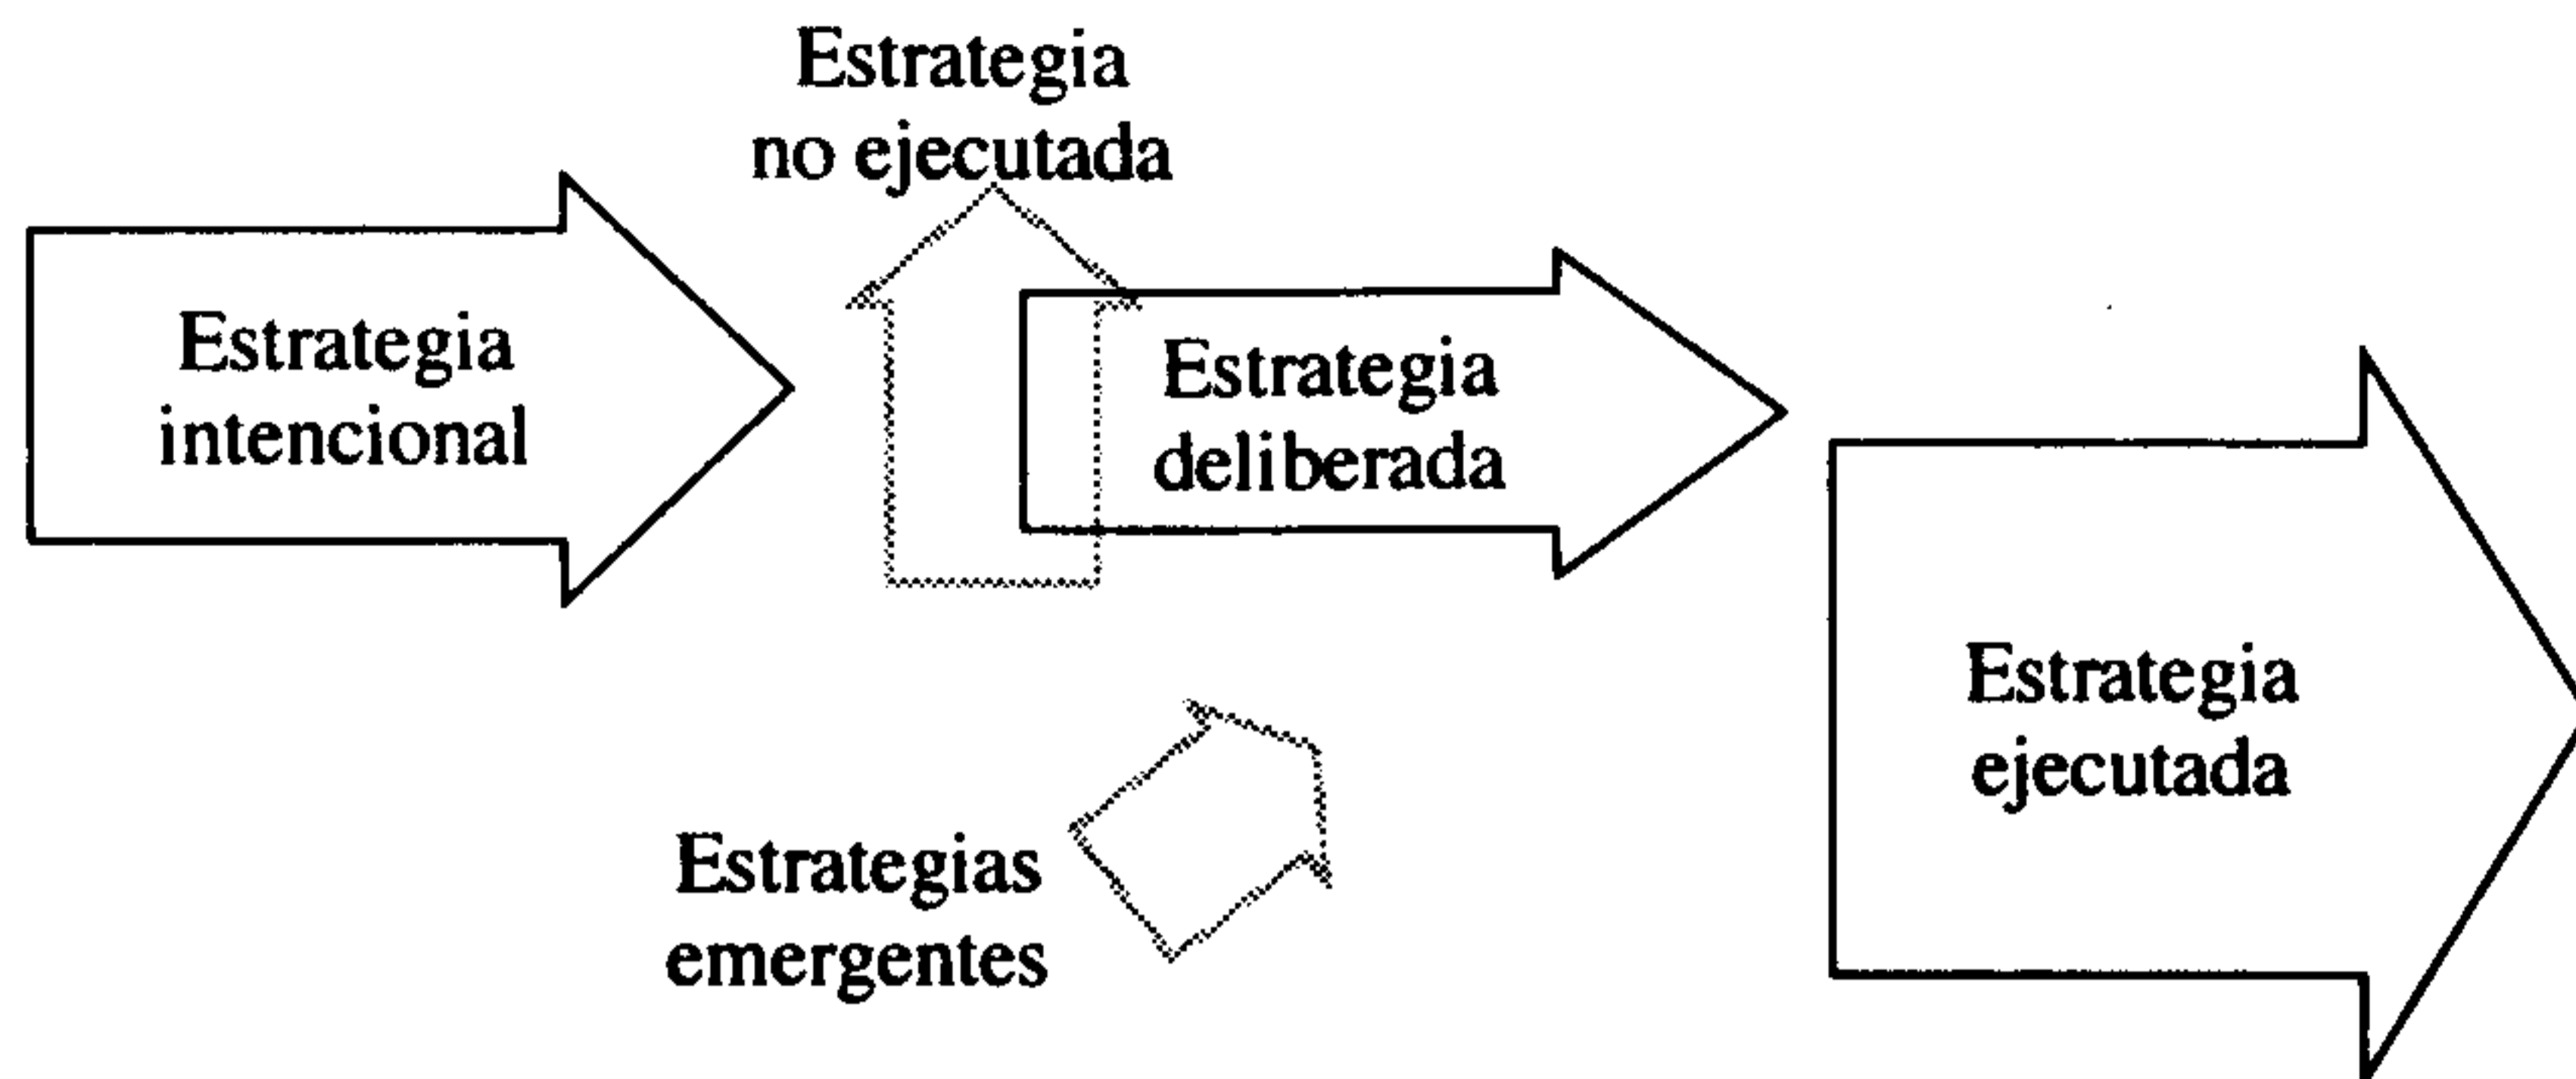 Estrategia
no ejecutada
Estrategia
intencional
Estrategia
deliberada
Estrategia
ejecutada
Estrategias
emergentes